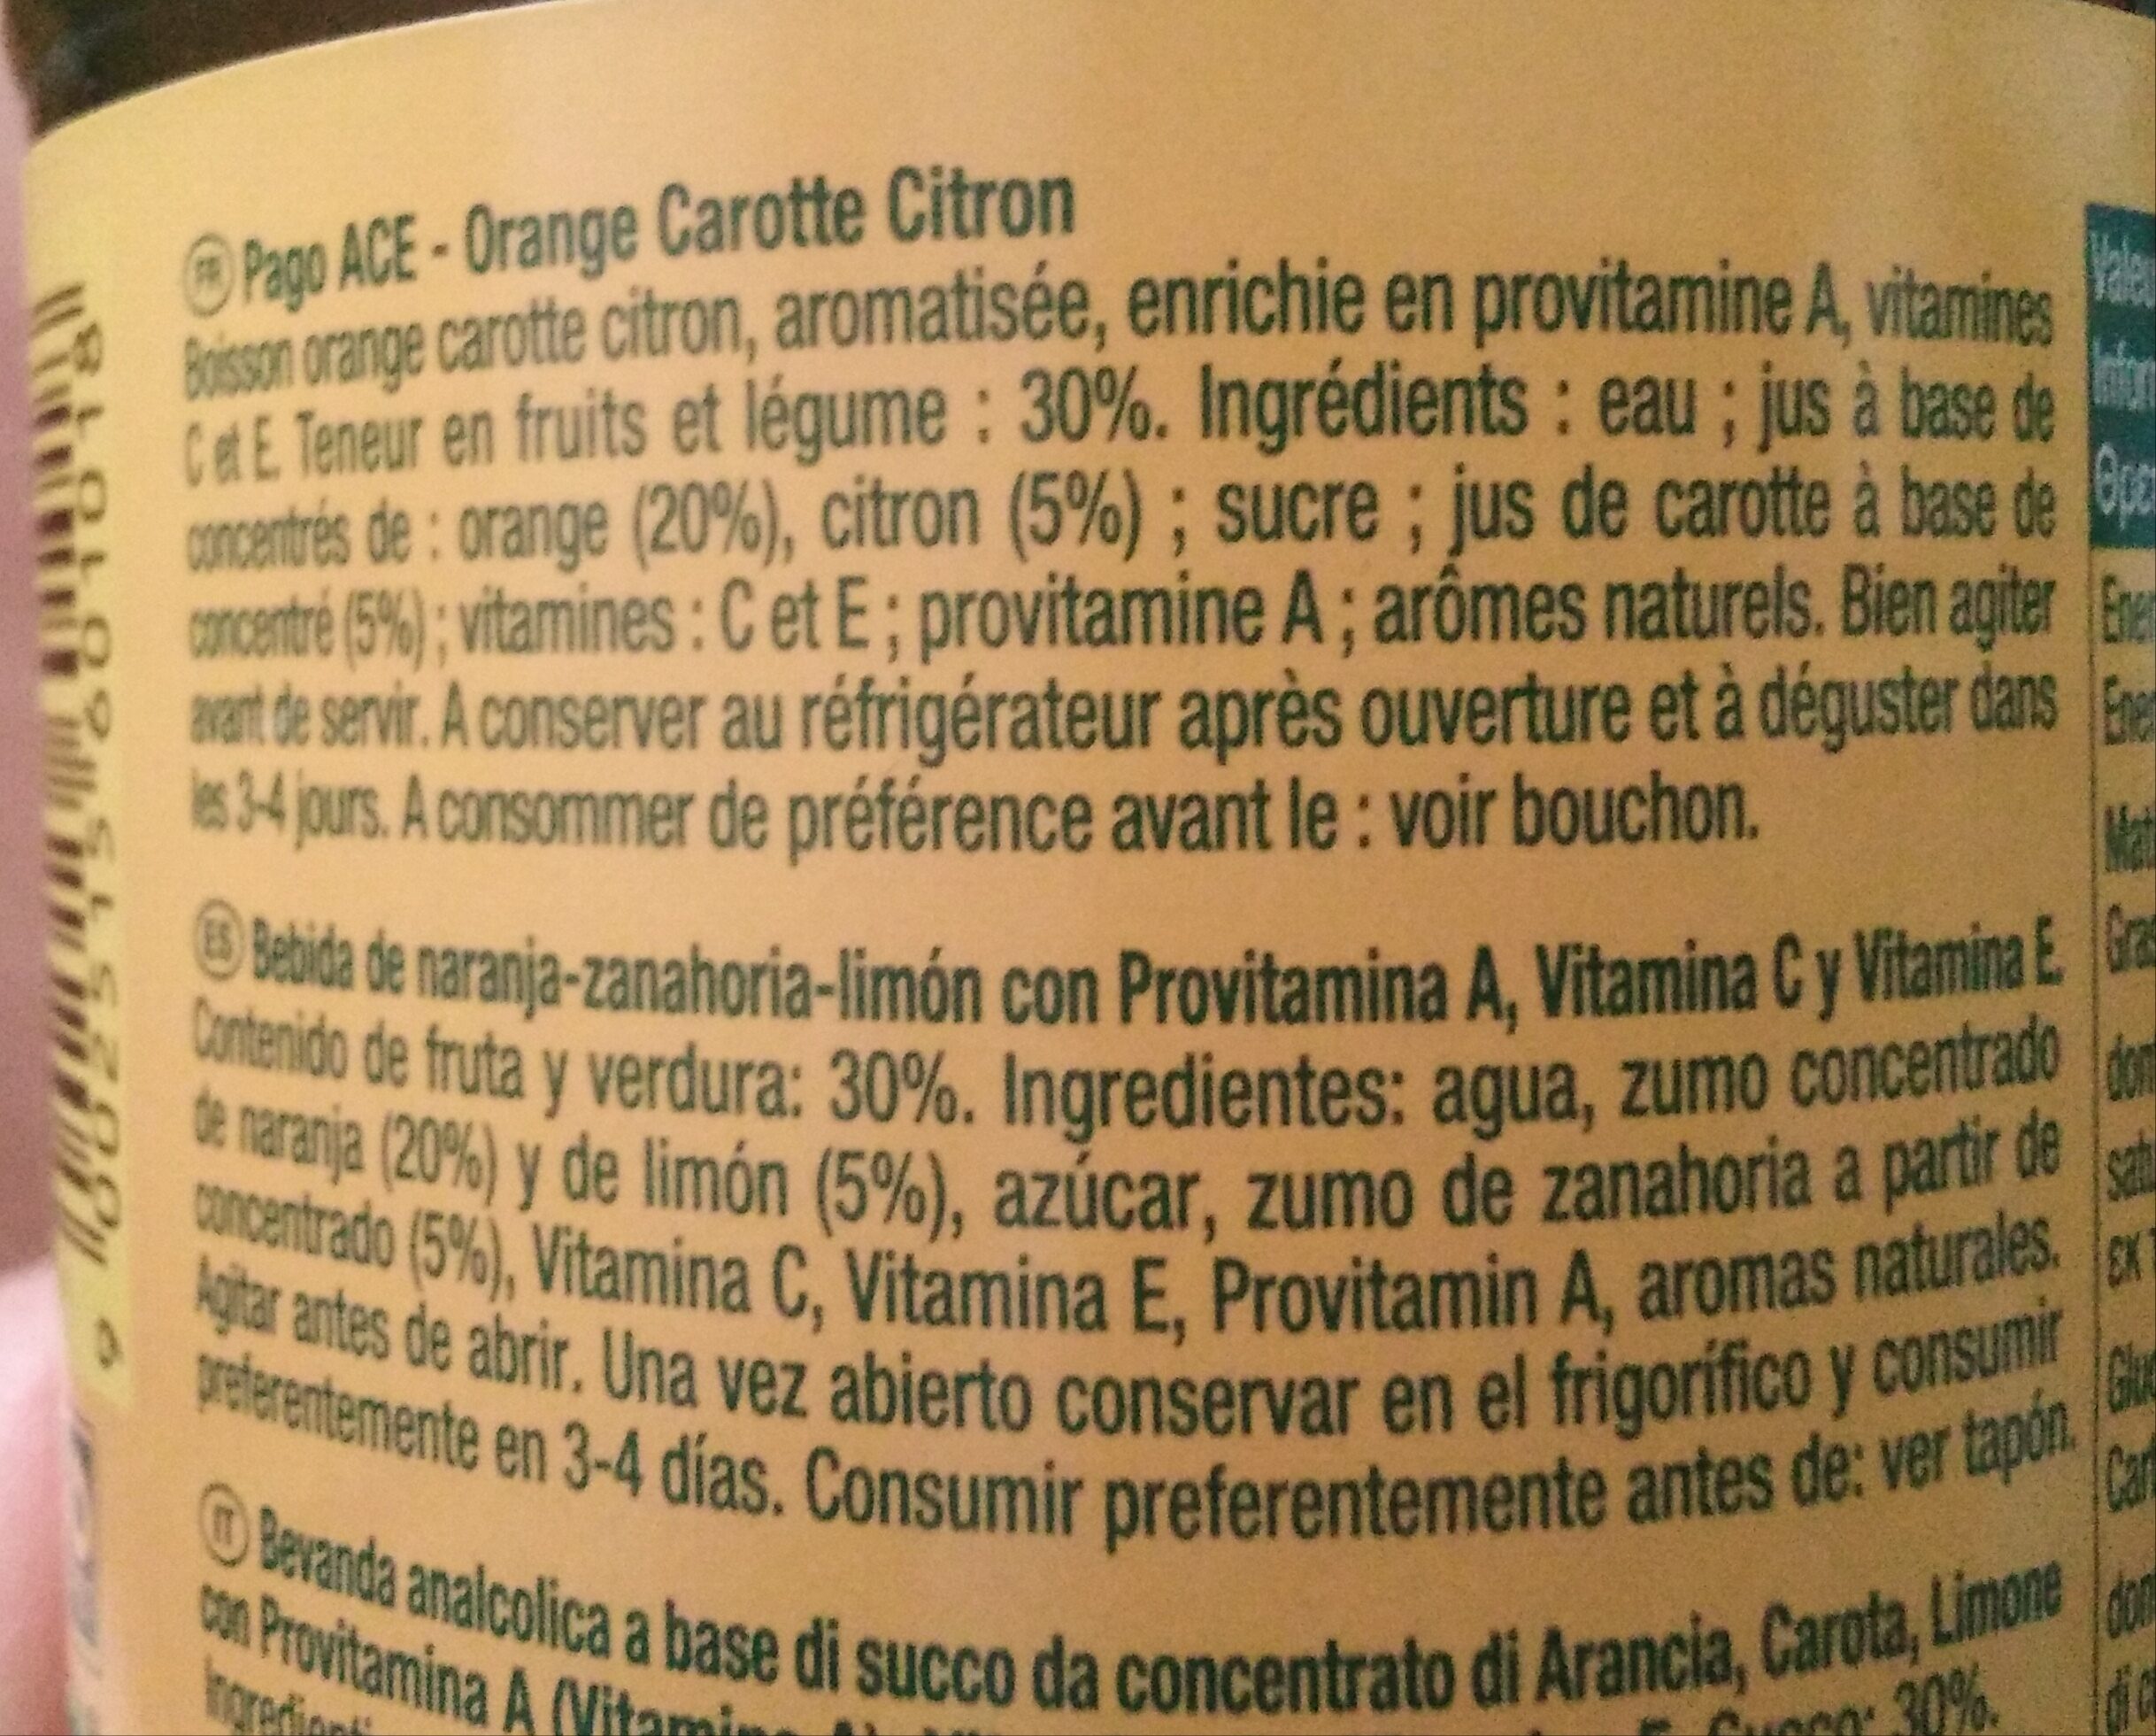 FR Pago ACE - Orange Carotte Citron
Boisson orange carotte citron, aromatisée, enrichie en provitamine A, vitamines
C et E. Teneur en fruits et légume : 30%. Ingrédients : eau ; jus à base de
concentrés de : orange (20%), citron (5%) ; sucre ; jus de carotte à base de
concentré (5%) ; vitamines : C et E ; provitamine A ; arômes naturels. Bien agiter
avant de servir. A conserver au réfrigérateur après ouverture et à déguster dans
les 3-4 jours. A consommer de préférence avant le : voir bouchon.
ES Bebida de naranja-zanahoria-limón con Provitamina A, Vitamina C y Vitamina E.
Contenido de fruta y verdura: 30%. Ingredientes: agua, zumo concentrado
de naranja (20%) y de limón (5%), azúcar, zumo de zanahoria a partir de
concentrado (5%), Vitamina C, Vitamina E, Provitamin A, aromas naturales.
Agitar antes de abrir. Una vez abierto conservar en el frigorífico y consumir
preferentemente en 3-4 días. Consumir preferentemente antes de: ver tapón.
IT Bevanda analcolica a base di succo da concentrato di Arancia, Carota, Limone
con Provitamina A
30%.